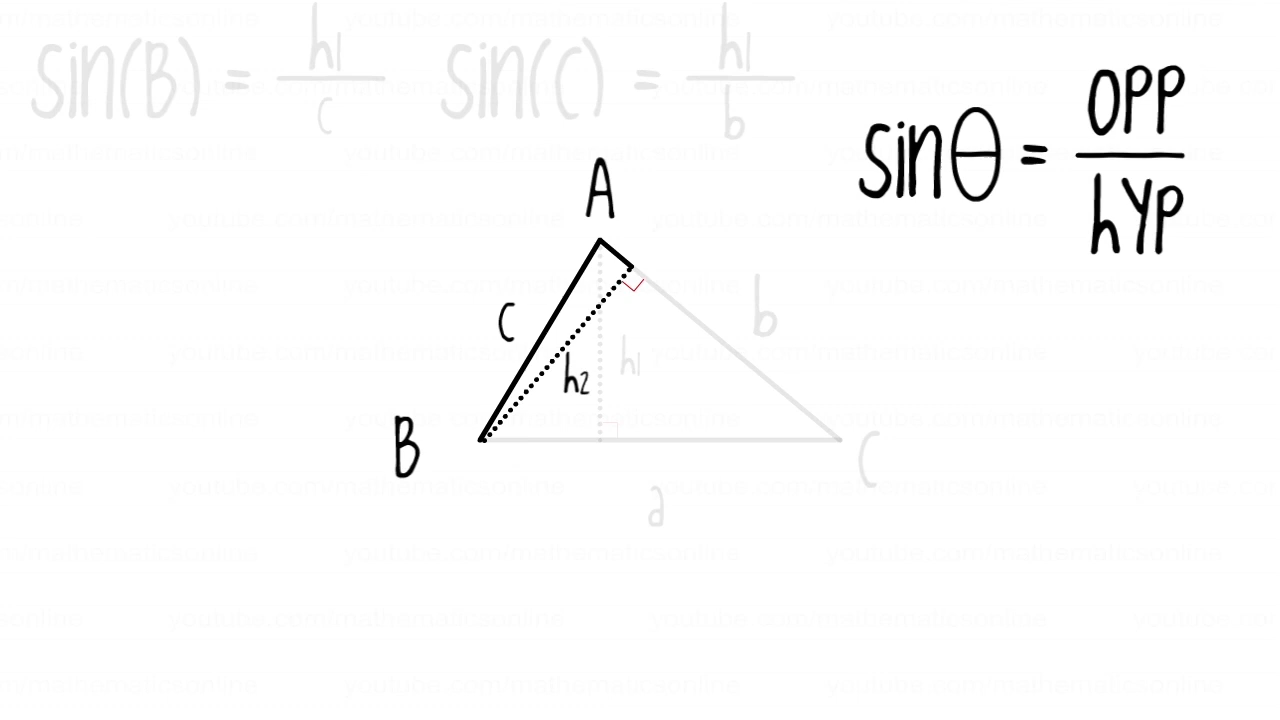 sin(B) = h1/c
sin(C) = h1/b
sinθ = opp/hyp
A
c
b
h2
h1
B
C
a
youtube.com/mathematicsonline